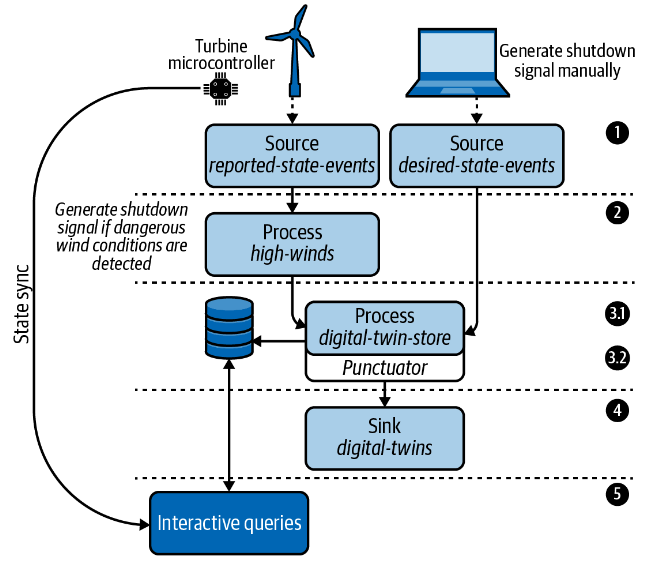 Turbine
microcontroller
Generate shutdown
signal manually
1
Source
reported-state-events
Source
desired-state-events
2
Generate shutdown
signal if dangerous
wind conditions are
detected
Process
high-winds
State sync
3.1
Process
digital-twin-store
3.2
Punctuator
4
Sink
digital-twins
5
Interactive queries